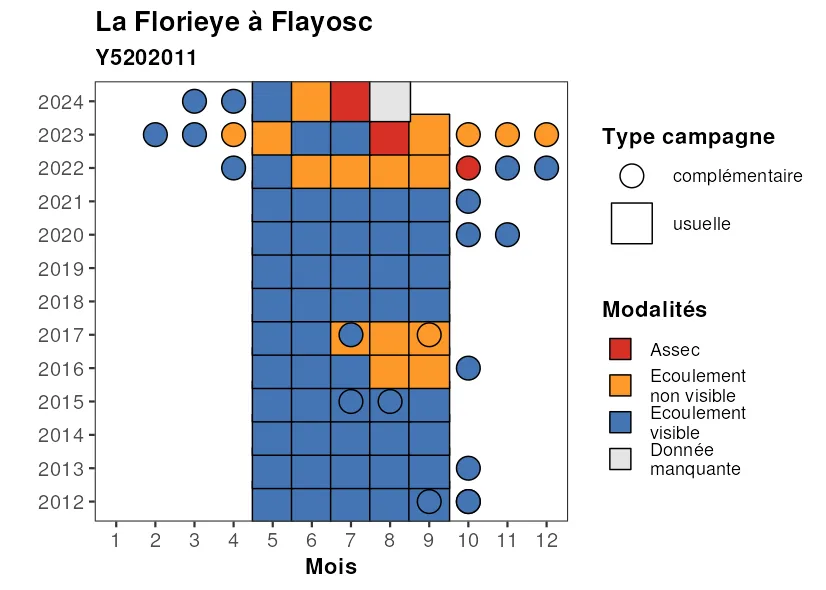 La Florieye à Flayosc
Y5202011
2024
2023
2022
2021
2020
2019
2018
2017
2016
2015
2014
2013
2012
1 2 3 4 5 6 7 8 9 10 11 12
Mois
Type campagne
complémentaire
usuelle
Modalités
Assec
Ecoulement
non visible
Ecoulement
visible
Donnée
manquante